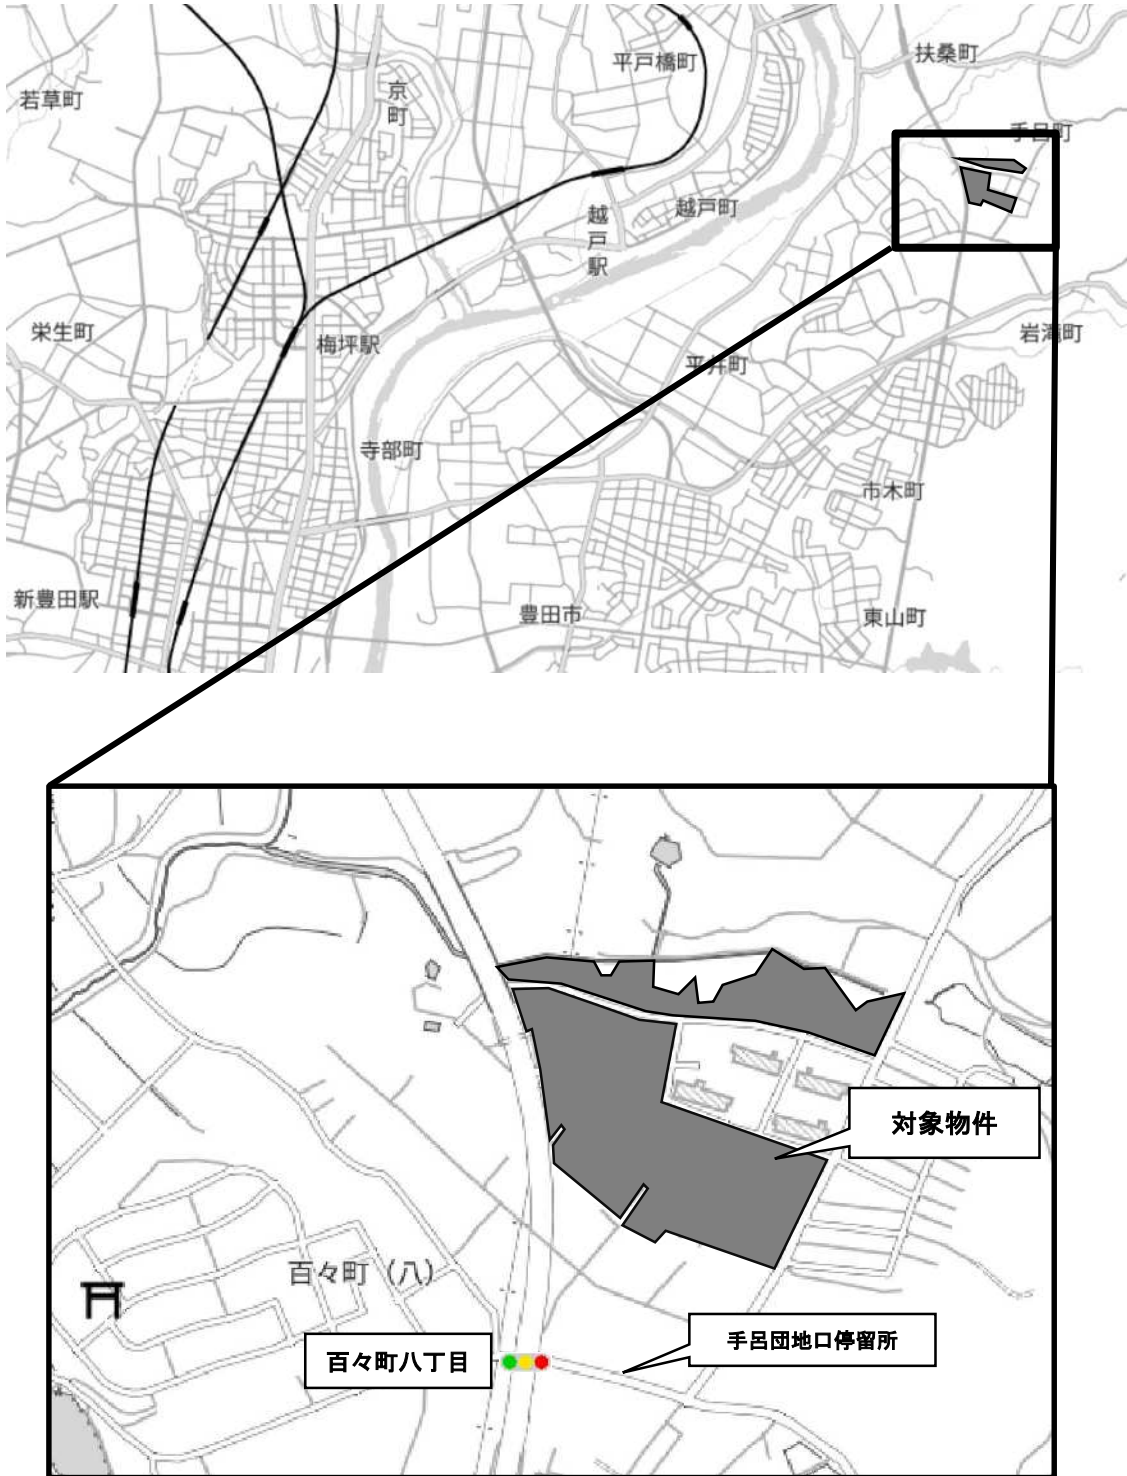 扶桑町
平戸橋町
若草町
京町
手呂町
越戸町
越戸駅
栄生町
岩滝町
梅坪駅
平井町
寺部町
市木町
新豊田駅
豊田市
東山町
対象物件
百々町（八）
手呂団地口停留所
百々町八丁目